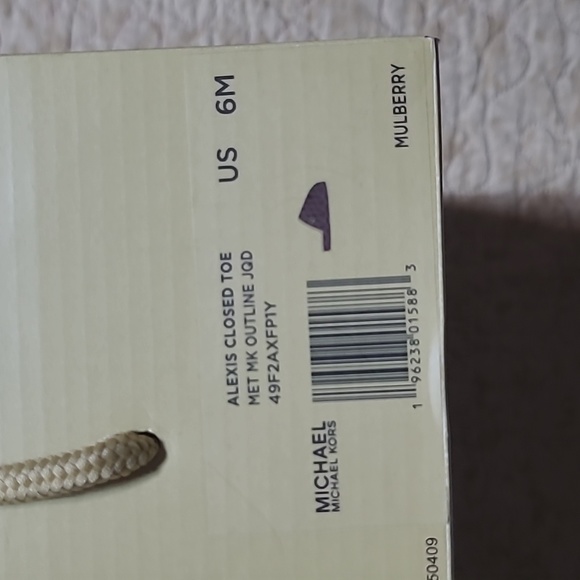 US 6M
MULBERRY
ALEXIS CLOSED TOE
MET MK OUTLINE JQD
49F2AXFP1Y
1 96238 01588 3
MICHAEL
MICHAEL KORS
50409